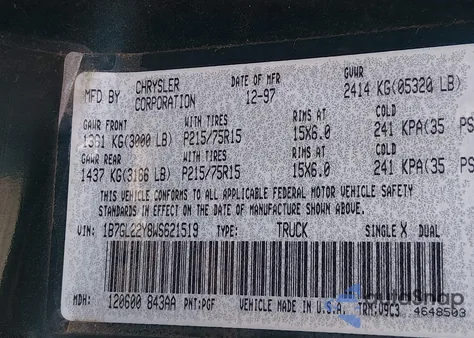 MFD BY CHRYSLER CORPORATION DATE OF MFR 12-97 GVWR 2414 KG(05320 LB)
GAWR FRONT WITH TIRES RIMS AT COLD
1361 KG(3000 LB) P215/75R15 15X6.0 241 KPA(35 PS
GAWR REAR WITH TIRES RIMS AT COLD
1437 KG(3166 LB) P215/75R15 15X6.0 241 KPA(35 PS
THIS VEHICLE CONFORMS TO ALL APPLICABLE FEDERAL MOTOR VEHICLE SAFETY
STANDARDS IN EFFECT ON THE DATE OF MANUFACTURE SHOWN ABOVE.
VIN: 1B7GL22Y8WS621519 TYPE: TRUCK SINGLE X DUAL
MDH: 120600 843AA PNT:PGF VEHICLE MADE IN U.S.A. TRM:V9C3 4648503
autoSnap